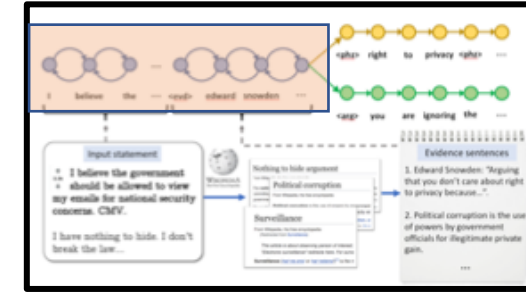 <phr> right to privacy <phr> ...
I believe the ... <evd> edward snowden ...
<arg> you are ignoring the ...
Input statement
I believe the government
should be allowed to view
my emails for national security
concerns. CMV.
I have nothing to hide. I don't
break the law...
Nothing to hide argument
Political corruption
Surveillance
Evidence sentences
1. Edward Snowden: "Arguing
that you don't care about right
to privacy because...".
2. Political corruption is the use
of powers by government
officials for illegitimate private
gain.
...